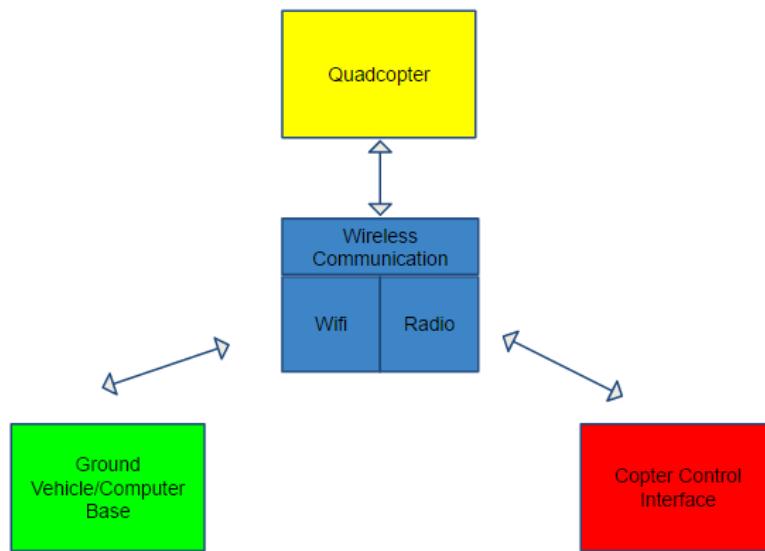 Quadcopter
Wireless
Communication
Wifi
Radio
Ground
Vehicle/Computer
Base
Copter Control
Interface